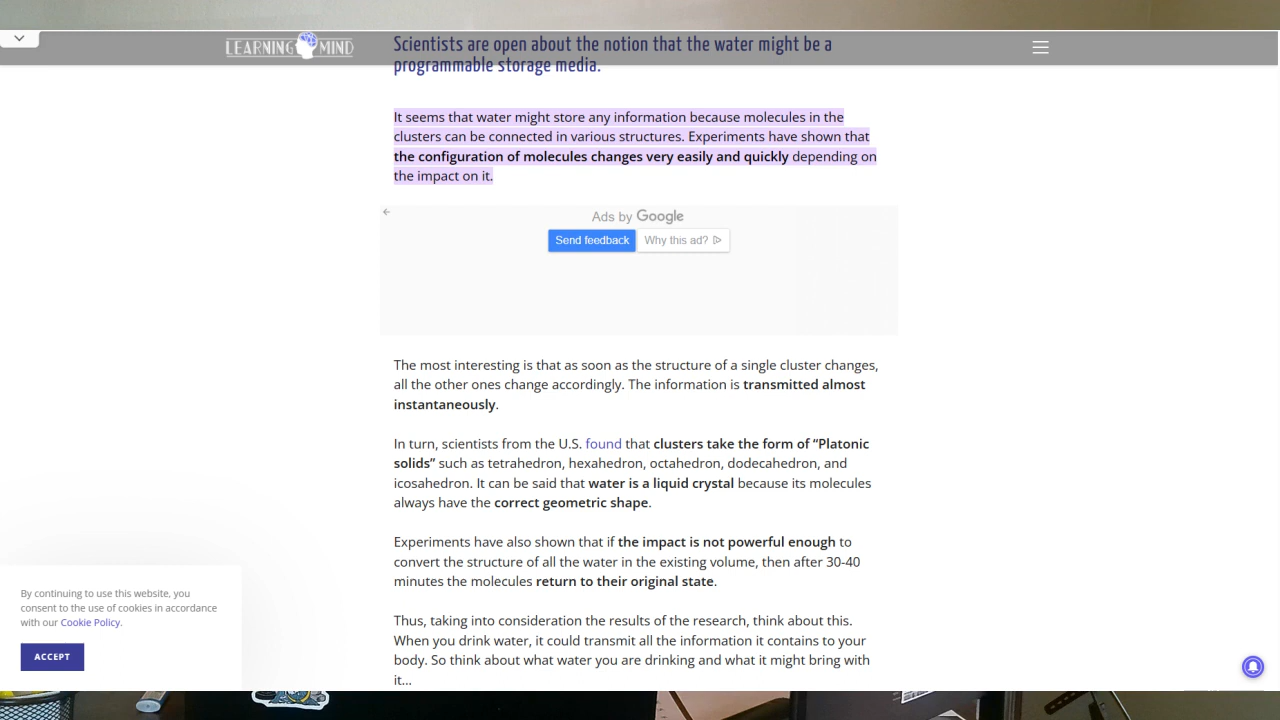 LEARNING MIND
Scientists are open about the notion that the water might be a
programmable storage media.
It seems that water might store any information because molecules in the
clusters can be connected in various structures. Experiments have shown that
the configuration of molecules changes very easily and quickly depending on
the impact on it.
Ads by Google
Send feedback
Why this ad?
The most interesting is that as soon as the structure of a single cluster changes,
all the other ones change accordingly. The information is transmitted almost
instantaneously.
In turn, scientists from the U.S. found that clusters take the form of “Platonic
solids” such as tetrahedron, hexahedron, octahedron, dodecahedron, and
icosahedron. It can be said that water is a liquid crystal because its molecules
always have the correct geometric shape.
Experiments have also shown that if the impact is not powerful enough to
convert the structure of all the water in the existing volume, then after 30-40
minutes the molecules return to their original state.
Thus, taking into consideration the results of the research, think about this.
When you drink water, it could transmit all the information it contains to your
body. So think about what water you are drinking and what it might bring with
it...
By continuing to use this website, you
consent to the use of cookies in accordance
with our Cookie Policy.
ACCEPT